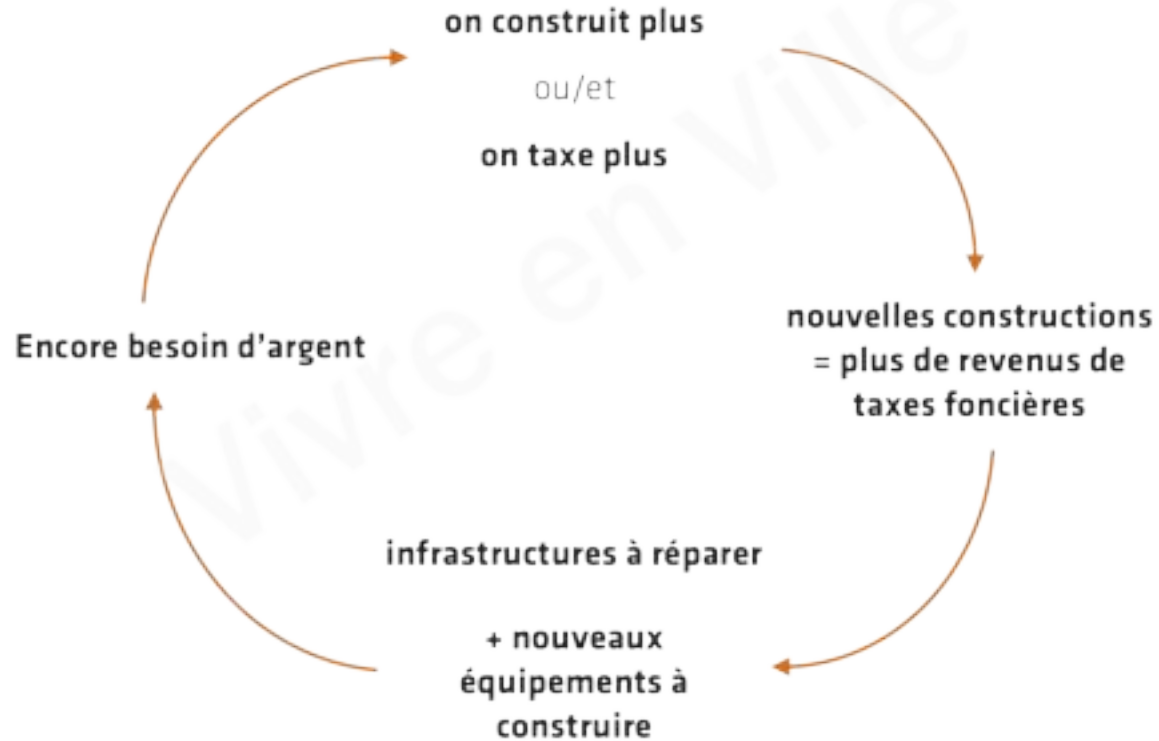 on construit plus
ou/et
on taxe plus
nouvelles constructions
= plus de revenus de
taxes foncières
infrastructures à réparer
+ nouveaux
équipements à
construire
Encore besoin d'argent
Vivre en Ville